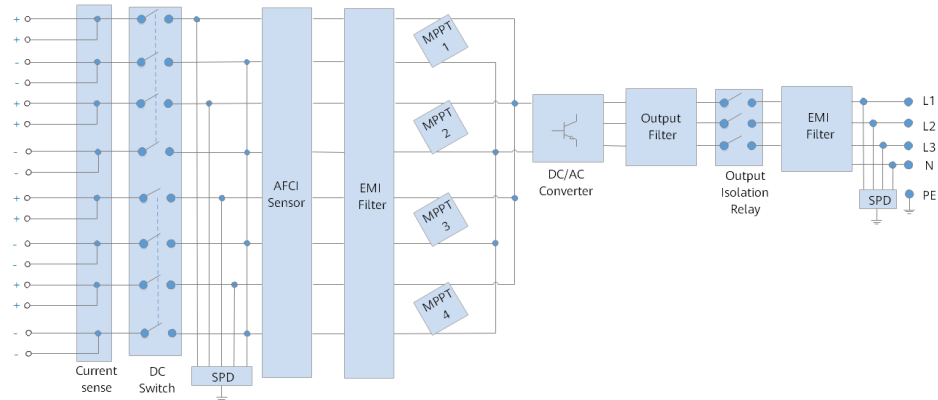 +
+
-
-
+
+
-
-
+
+
-
-
+
+
-
-
Current
sense
DC
Switch
SPD
AFCI
Sensor
EMI
Filter
MPPT
1
MPPT
2
MPPT
3
MPPT
4
DC/AC
Converter
Output
Filter
Output
Isolation
Relay
EMI
Filter
L1
L2
L3
N
PE
SPD